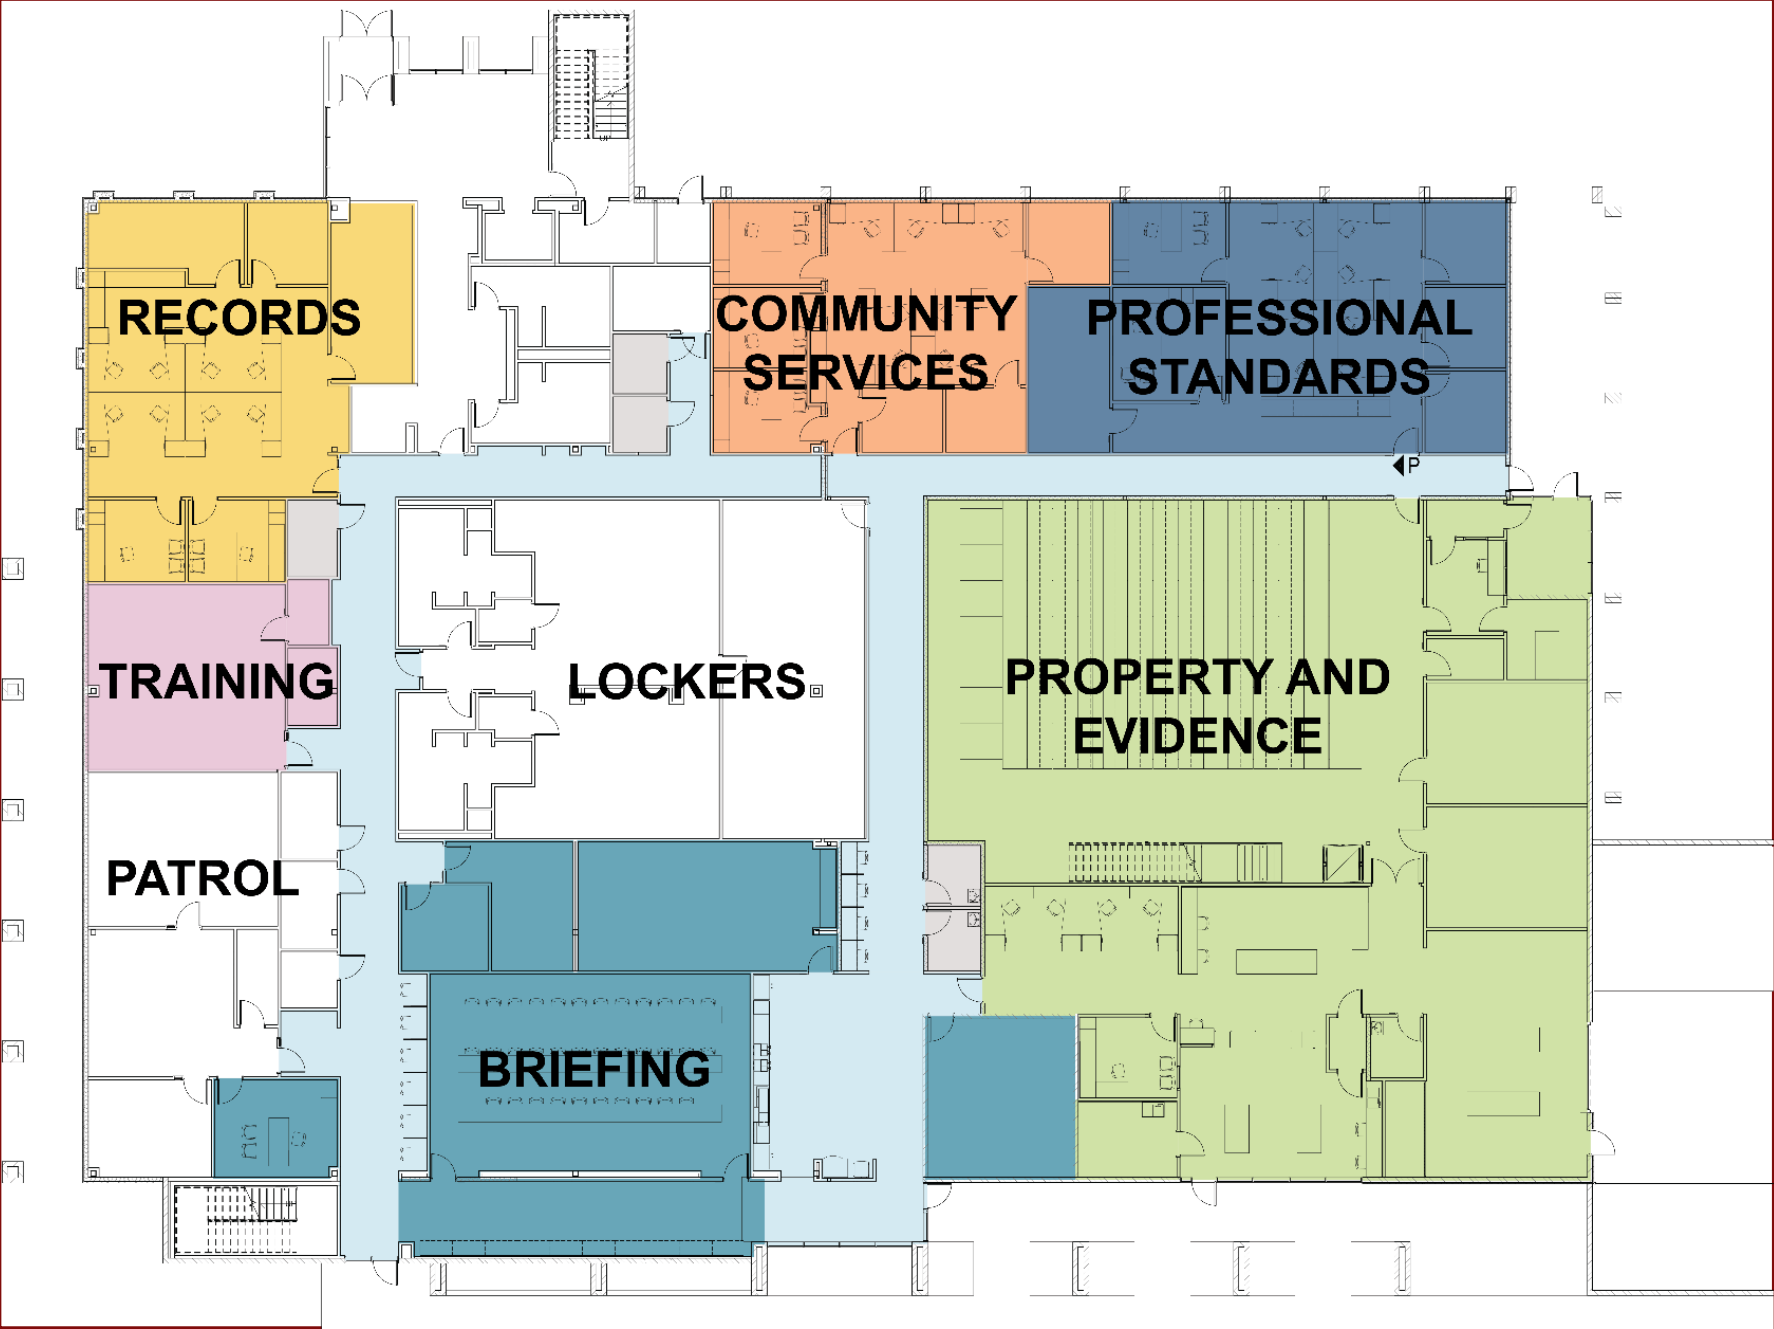 RECORDS
COMMUNITY
SERVICES
PROFESSIONAL
STANDARDS
P
TRAINING
LOCKERS
PROPERTY AND
EVIDENCE
PATROL
BRIEFING